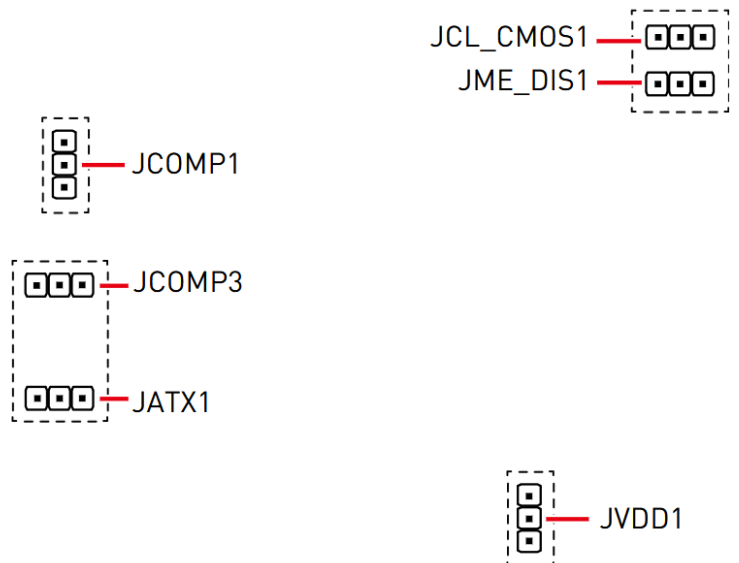 JCL_CMOS1
JME_DIS1
JCOMP1
JCOMP3
JATX1
JVDD1